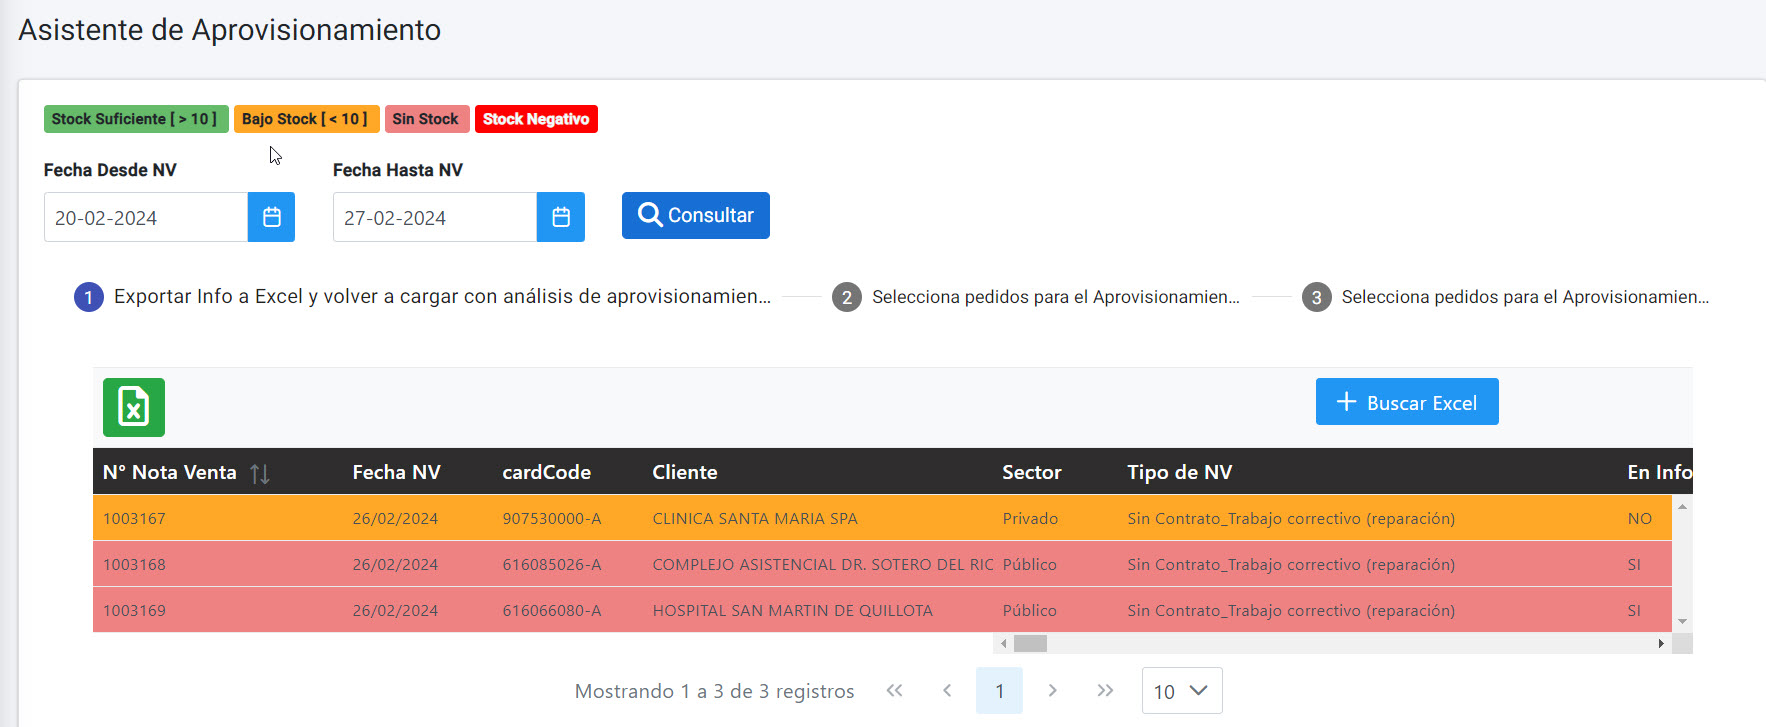 Asistente de Aprovisionamiento
Stock Suficiente [ > 10 ] Bajo Stock [ < 10 ] Sin Stock Stock Negativo
Fecha Desde NV Fecha Hasta NV
20-02-2024 27-02-2024 Consultar
1 Exportar Info a Excel y volver a cargar con análisis de aprovisionamien... 2 Selecciona pedidos para el Aprovisionamien... 3 Selecciona pedidos para el Aprovisionamien...
Buscar Excel
N° Nota Venta Fecha NV cardCode Cliente Sector Tipo de NV En Info
1003167 26/02/2024 907530000-A CLINICA SANTA MARIA SPA Privado Sin Contrato_Trabajo correctivo (reparación) NO
1003168 26/02/2024 616085026-A COMPLEJO ASISTENCIAL DR. SOTERO DEL RIC Público Sin Contrato_Trabajo correctivo (reparación) SI
1003169 26/02/2024 616066080-A HOSPITAL SAN MARTIN DE QUILLOTA Público Sin Contrato_Trabajo correctivo (reparación) SI
Mostrando 1 a 3 de 3 registros 1 10